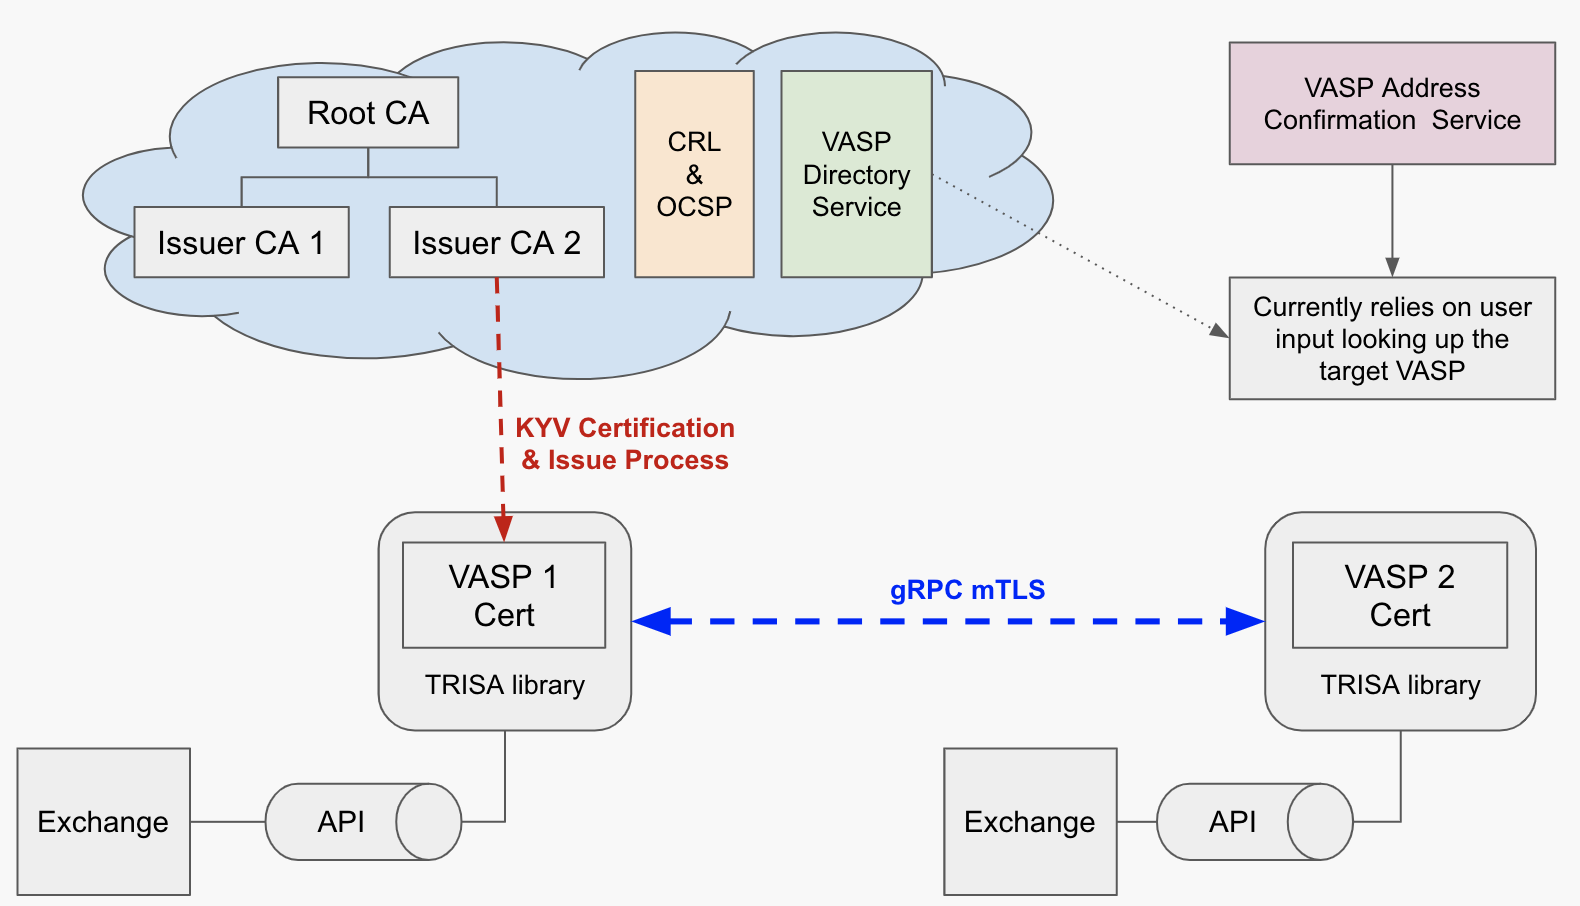 Root CA
Issuer CA 1
Issuer CA 2
CRL
&
OCSP
VASP
Directory
Service
VASP Address
Confirmation  Service
Currently relies on user
input looking up the
target VASP
KYV Certification
& Issue Process
VASP 1
Cert
TRISA library
gRPC mTLS
VASP 2
Cert
TRISA library
Exchange
API
Exchange
API